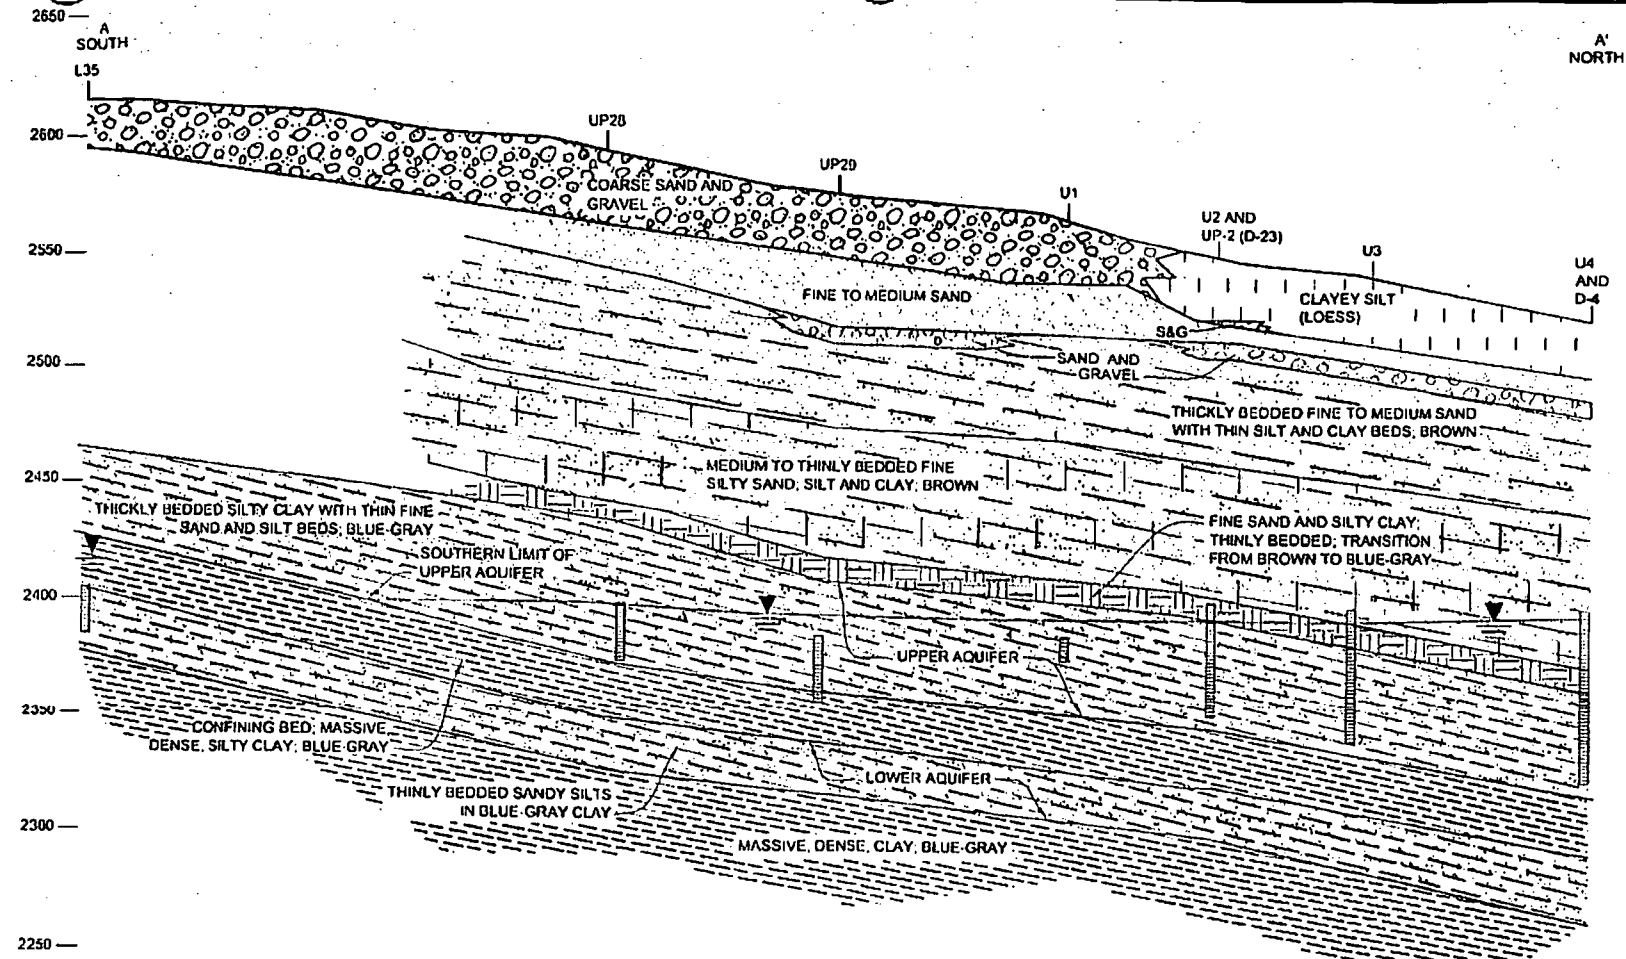 2650
A
SOUTH
A'
NORTH
L35
2600
UP28
COARSE SAND AND
GRAVEL
UP29
U1
U2 AND
UP-2 (D-23)
U3
U4
AND
D-4
2550
FINE TO MEDIUM SAND
CLAYEY SILT
(LOESS)
S&G
2500
SAND AND
GRAVEL
THICKLY BEDDED FINE TO MEDIUM SAND
WITH THIN SILT AND CLAY BEDS; BROWN
2450
MEDIUM TO THINLY BEDDED FINE
SILTY SAND; SILT AND CLAY; BROWN
THICKLY BEDDED SILTY CLAY WITH THIN FINE
SAND AND SILT BEDS; BLUE-GRAY
FINE SAND AND SILTY CLAY;
THINLY BEDDED; TRANSITION
FROM BROWN TO BLUE-GRAY
SOUTHERN LIMIT OF
UPPER AQUIFER
2400
UPPER AQUIFER
2350
CONFINING BED; MASSIVE,
DENSE, SILTY CLAY; BLUE-GRAY
LOWER AQUIFER
THINLY BEDDED SANDY SILTS
IN BLUE-GRAY CLAY
2300
MASSIVE, DENSE, CLAY; BLUE-GRAY
2250